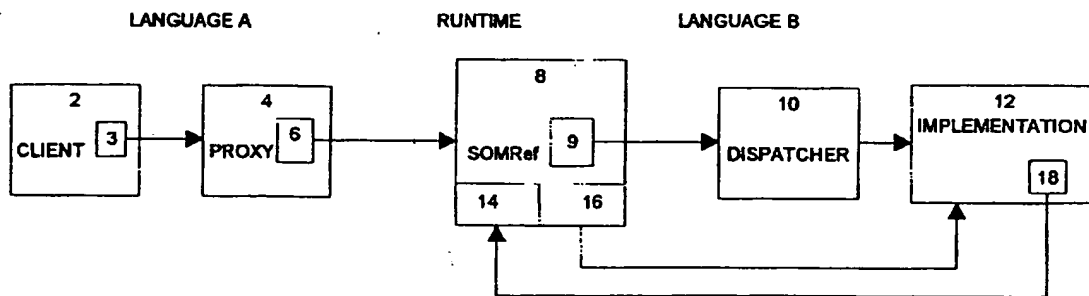 LANGUAGE A RUNTIME LANGUAGE B
2 4 8 10 12
CLIENT 3 PROXY 6 SOMRef 9 DISPATCHER IMPLEMENTATION
14 16 18